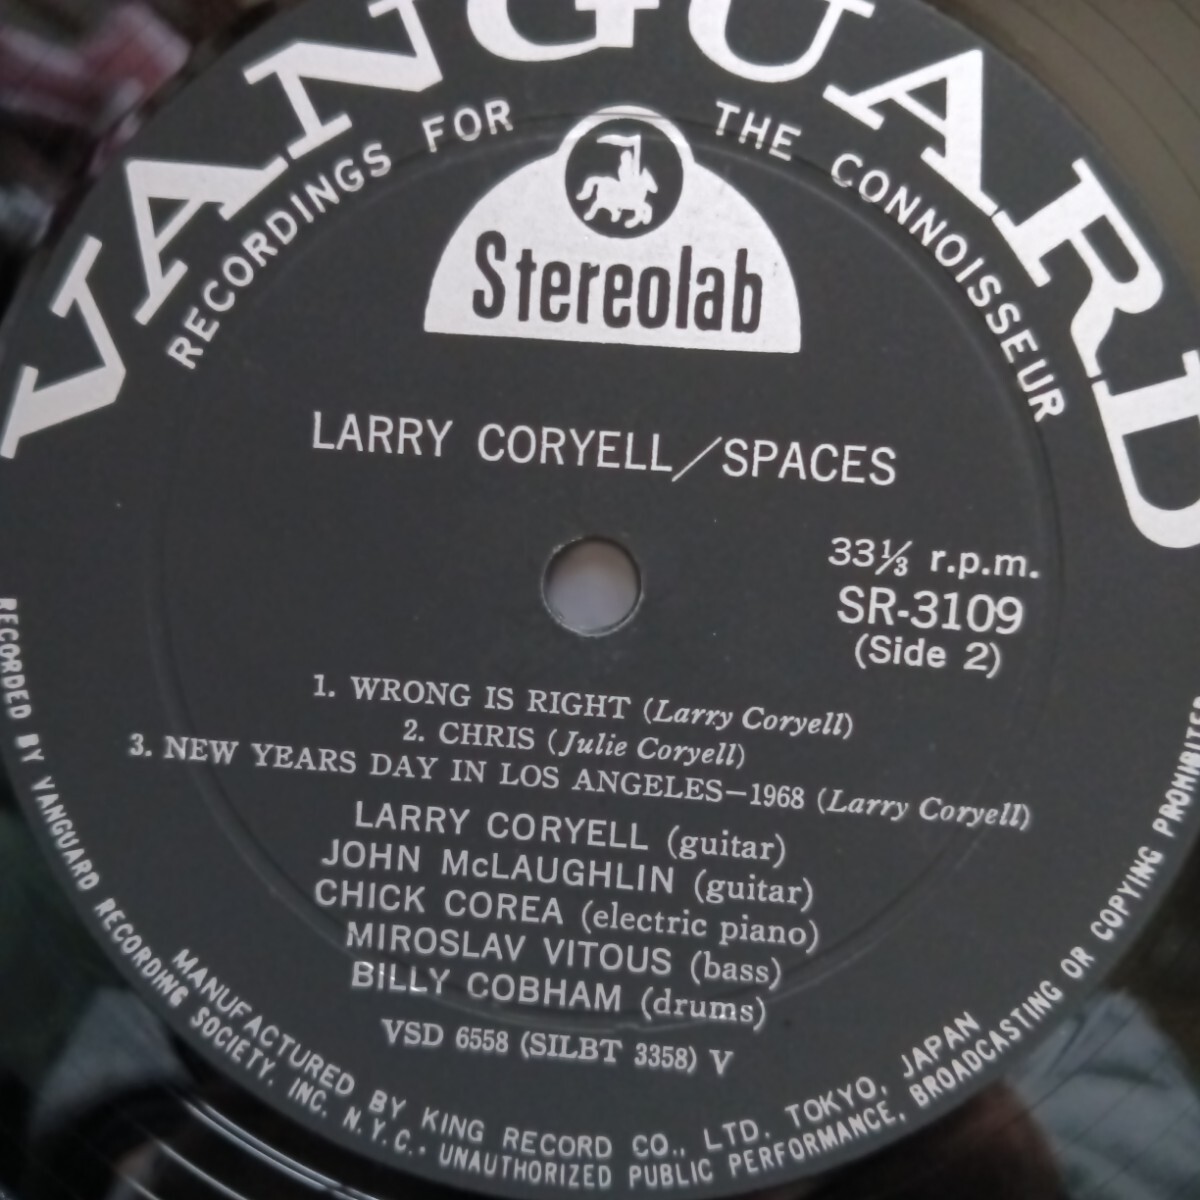 VANGUARD
RECORDINGS FOR THE CONNOISSEUR
Stereolab
LARRY CORYELL/SPACES
33⅓ r.p.m.
SR-3109
(Side 2)
1. WRONG IS RIGHT (Larry Coryell)
2. CHRIS (Julie Coryell)
3. NEW YEARS DAY IN LOS ANGELES–1968 (Larry Coryell)
LARRY CORYELL (guitar)
JOHN McLAUGHLIN (guitar)
CHICK COREA (electric piano)
MIROSLAV VITOUS (bass)
BILLY COBHAM (drums)
VSD 6558 (SILBT 3358) V
MANUFACTURED BY KING RECORD CO., LTD. TOKYO, JAPAN
RECORDED BY VANGUARD RECORDING SOCIETY, INC. N.Y.C. · UNAUTHORIZED PUBLIC PERFORMANCE, BROADCASTING OR COPYING PROHIBITED